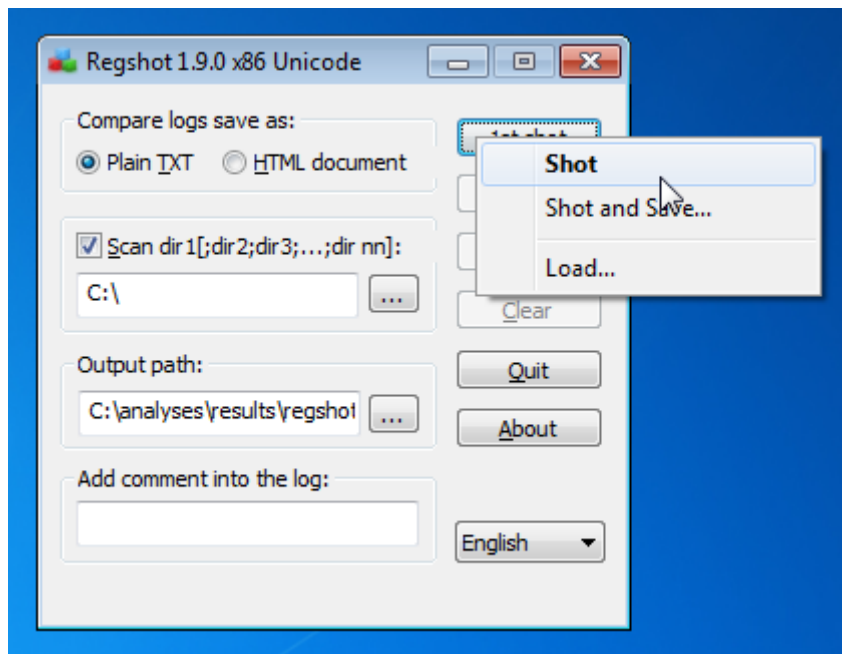 Regshot 1.9.0 x86 Unicode
Compare logs save as:
Plain TXT
HTML document
1st shot
Shot
Shot and Save...
Load...
Scan dir1[;dir2;dir3;...;dir nn]:
C:\
...
Clear
Output path:
C:\analyses\results\regshot
...
Quit
About
Add comment into the log:
English